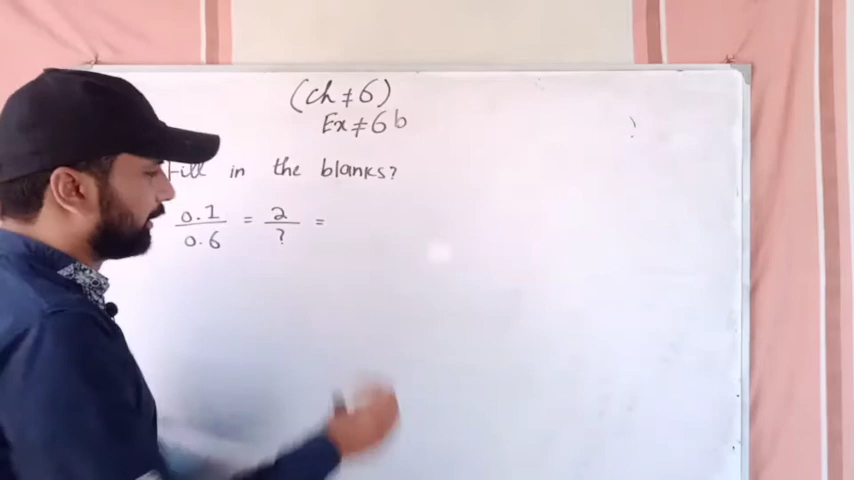 (ch ≠ 6)
Ex ≠ 6b
Fill in the blanks?
0.1/0.6 = 2/? =